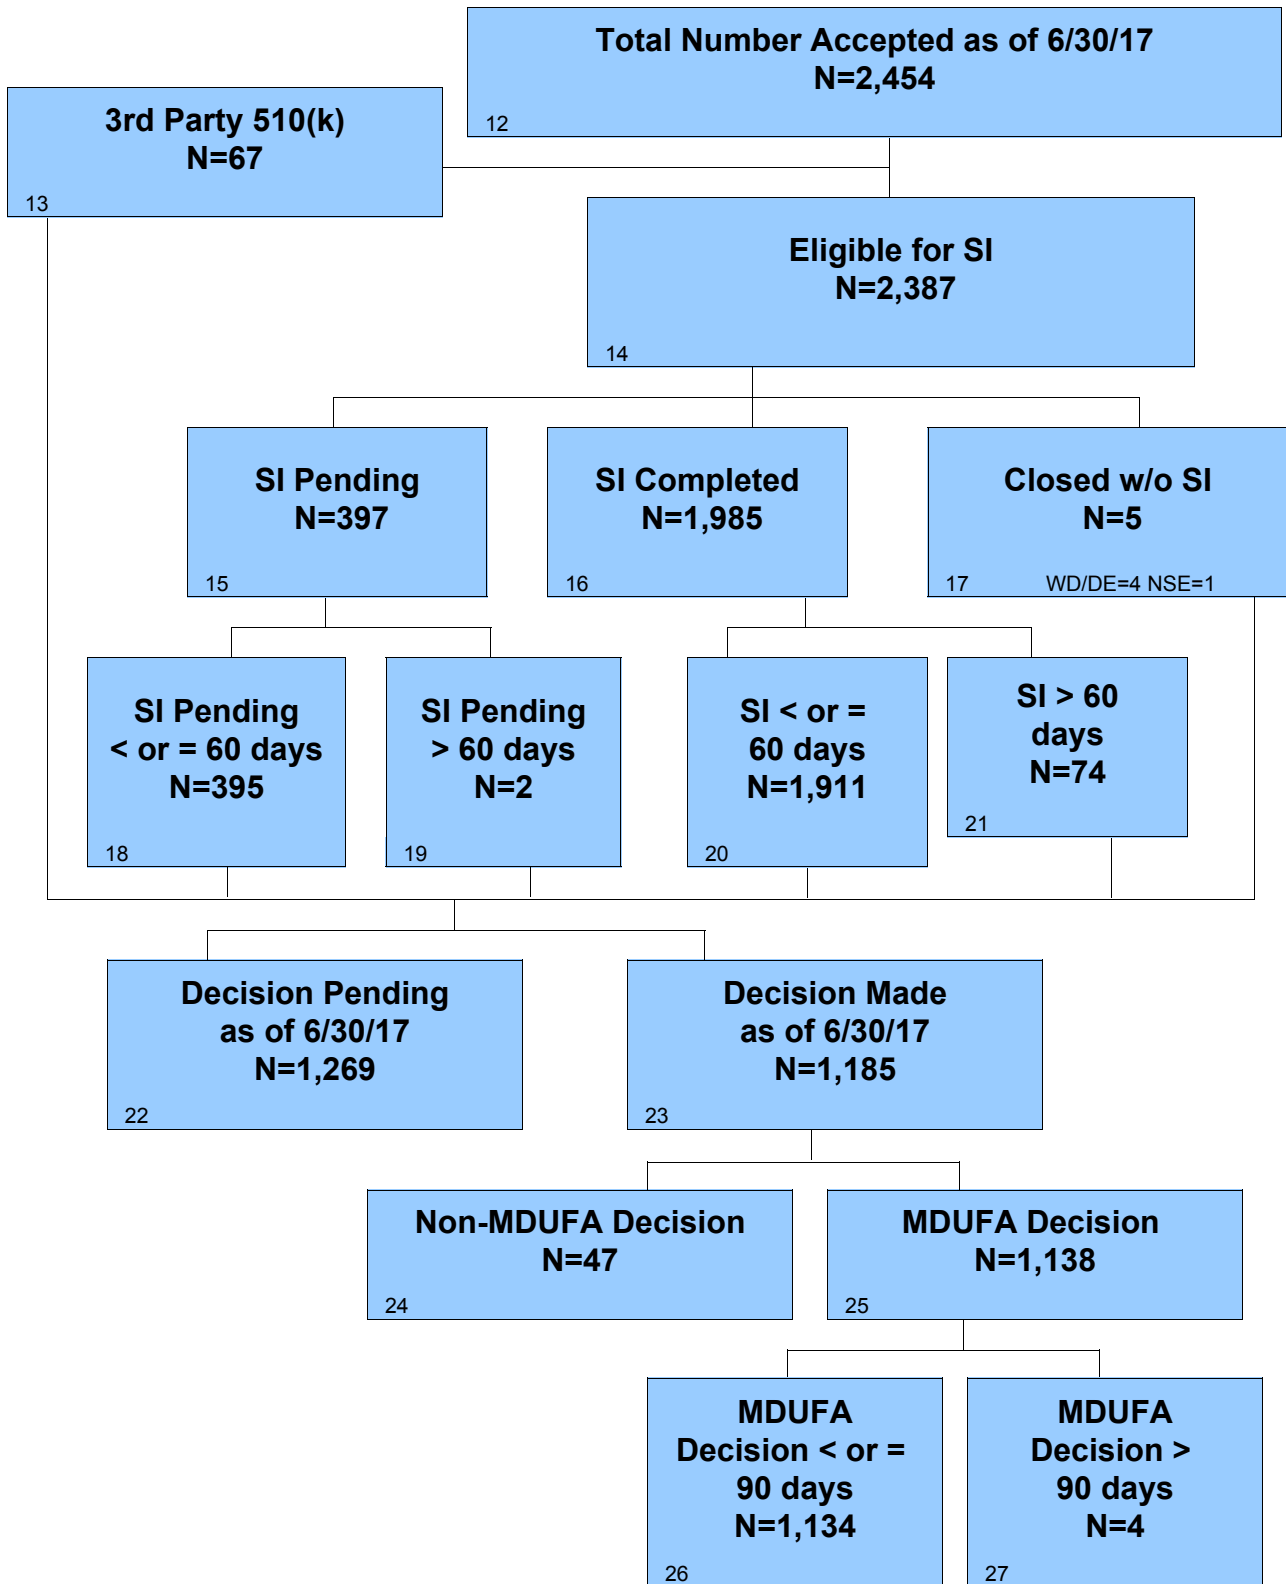 Total Number Accepted as of 6/30/17
N=2,454
12
3rd Party 510(k)
N=67
13
Eligible for SI
N=2,387
14
SI Pending
N=397
15
SI Completed
N=1,985
16
Closed w/o SI
N=5
17 WD/DE=4 NSE=1
SI Pending
< or = 60 days
N=395
18
SI Pending
> 60 days
N=2
19
SI < or =
60 days
N=1,911
20
SI > 60
days
N=74
21
Decision Pending
as of 6/30/17
N=1,269
22
Decision Made
as of 6/30/17
N=1,185
23
Non-MDUFA Decision
N=47
24
MDUFA Decision
N=1,138
25
MDUFA
Decision < or =
90 days
N=1,134
26
MDUFA
Decision >
90 days
N=4
27